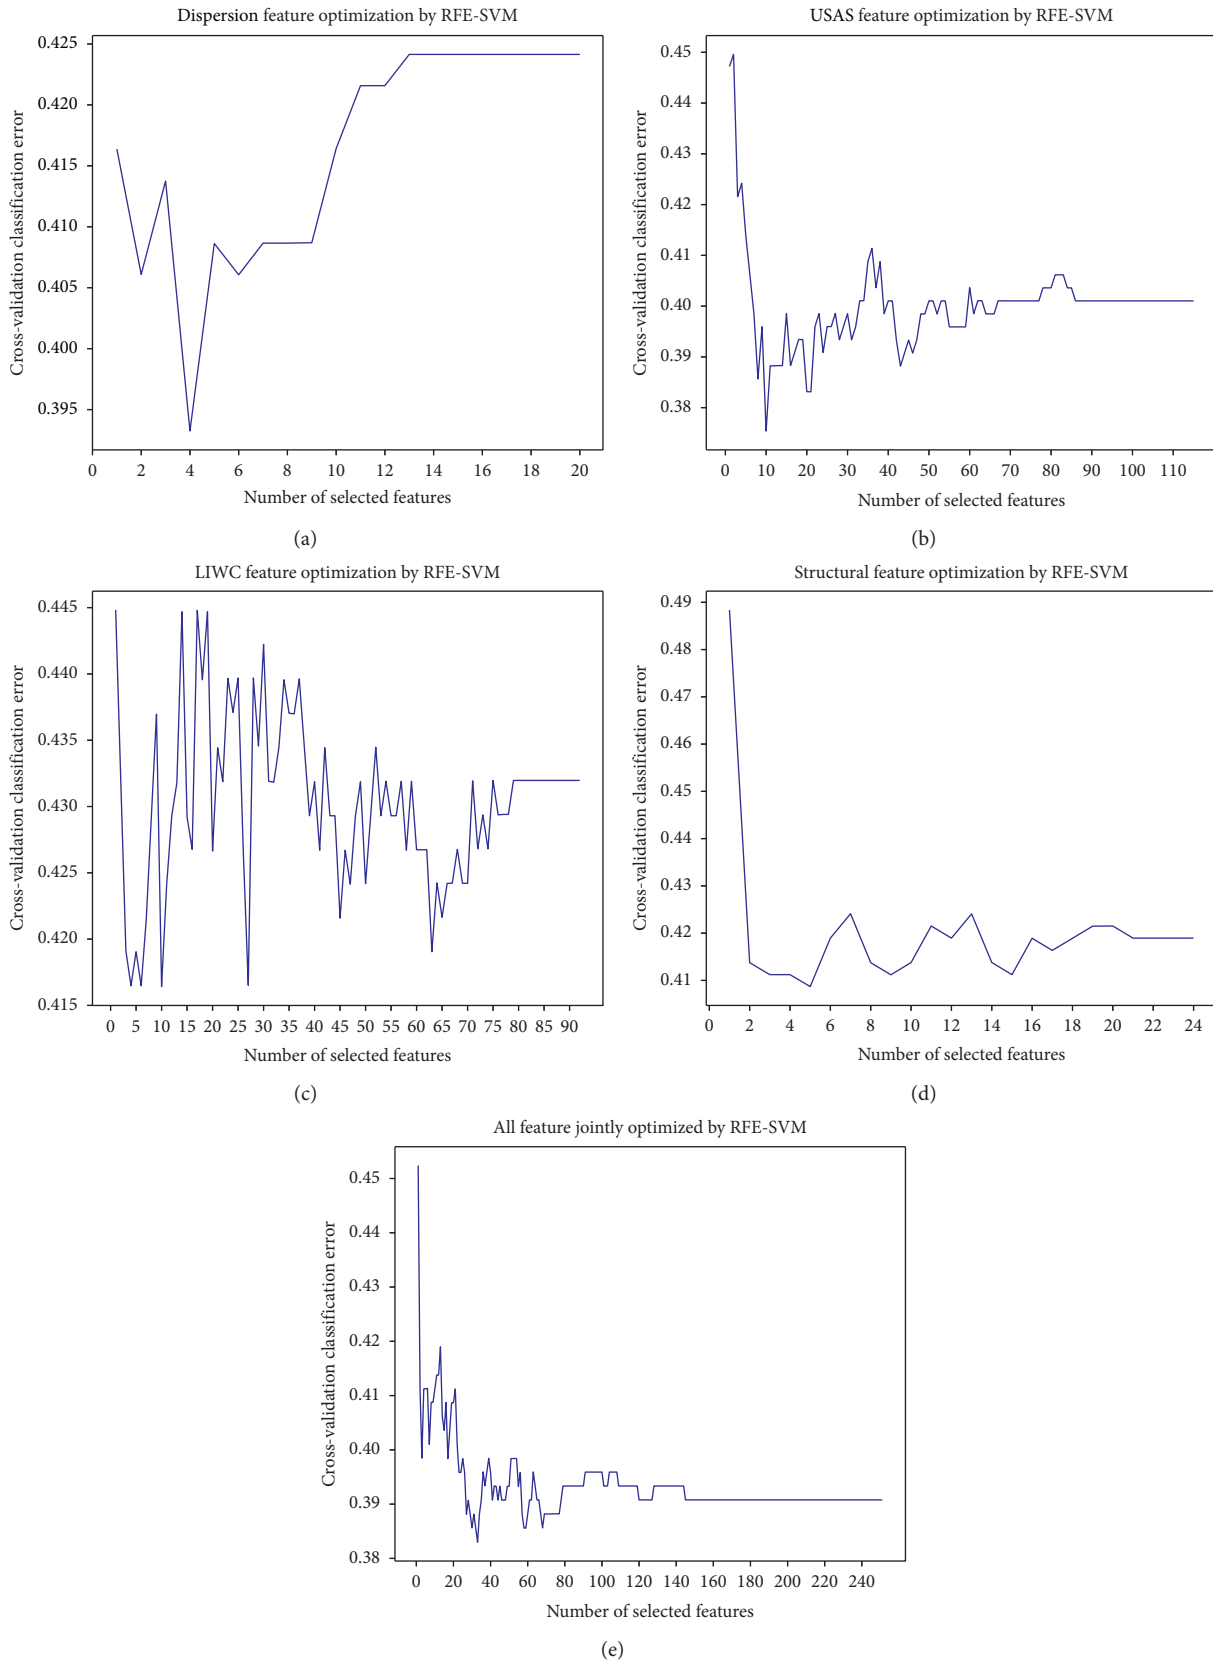 Dispersion feature optimization by RFE-SVM
Cross-validation classification error
0.425
0.420
0.415
0.410
0.405
0.400
0.395
0 2 4 6 8 10 12 14 16 18 20
Number of selected features
(a)
USAS feature optimization by RFE-SVM
Cross-validation classification error
0.45
0.44
0.43
0.42
0.41
0.40
0.39
0.38
0 10 20 30 40 50 60 70 80 90 100 110
Number of selected features
(b)
LIWC feature optimization by RFE-SVM
Cross-validation classification error
0.445
0.440
0.435
0.430
0.425
0.420
0.415
0 5 10 15 20 25 30 35 40 45 50 55 60 65 70 75 80 85 90
Number of selected features
(c)
Structural feature optimization by RFE-SVM
Cross-validation classification error
0.49
0.48
0.47
0.46
0.45
0.44
0.43
0.42
0.41
0 2 4 6 8 10 12 14 16 18 20 22 24
Number of selected features
(d)
All feature jointly optimized by RFE-SVM
Cross-validation classification error
0.45
0.44
0.43
0.42
0.41
0.40
0.39
0.38
0 20 40 60 80 100 120 140 160 180 200 220 240
Number of selected features
(e)